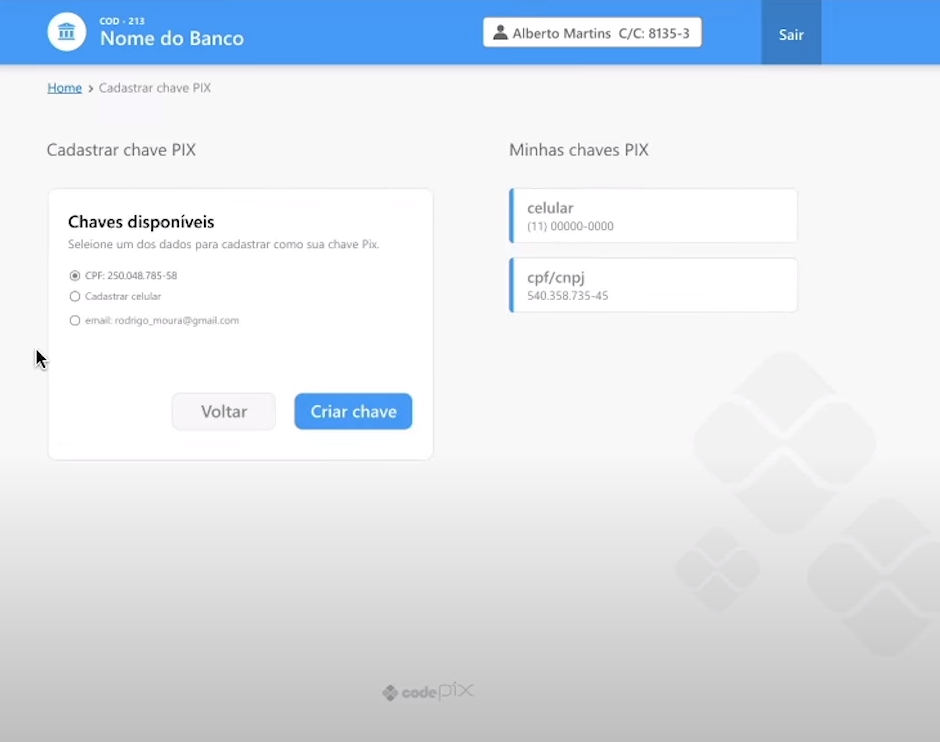 COD - 213
Nome do Banco
Alberto Martins C/C: 8135-3
Sair
Home > Cadastrar chave PIX
Cadastrar chave PIX
Chaves disponíveis
Seleione um dos dados para cadastrar como sua chave Pix.
CPF: 250.048.785-58
Cadastrar celular
email: rodrigo_moura@gmail.com
Voltar
Criar chave
Minhas chaves PIX
celular
(11) 00000-0000
cpf/cnpj
540.358.735-45
codepix